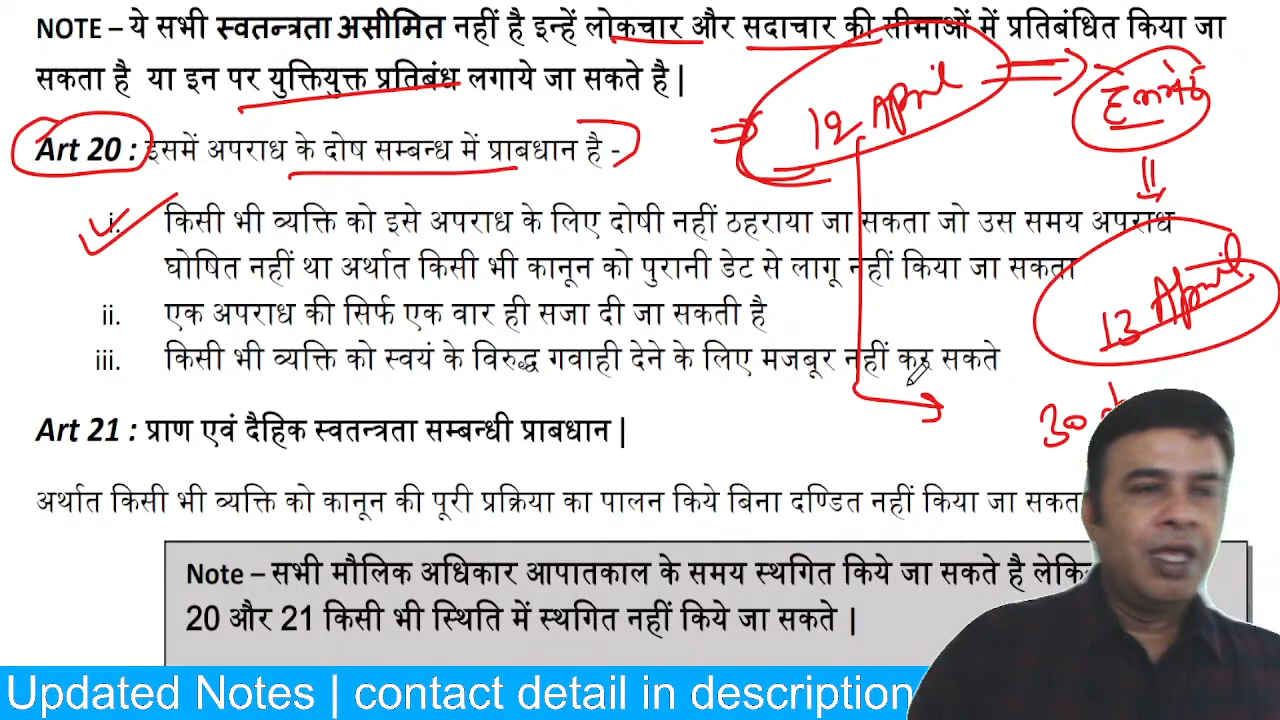 NOTE – ये सभी स्वतन्त्रता असीमित नहीं है इन्हें लोकचार और सदाचार की सीमाओं में प्रतिबंधित किया जा
सकता है या इन पर युक्तियुक्त प्रतिबंध लगाये जा सकते है |
12 April
Art 20 : इसमें अपराध के दोष सम्बन्ध में प्राबधान है -
i. किसी भी व्यक्ति को इसे अपराध के लिए दोषी नहीं ठहराया जा सकता जो उस समय अपराध
घोषित नहीं था अर्थात किसी भी कानून को पुरानी डेट से लागू नहीं किया जा सकता
13 April
ii. एक अपराध की सिर्फ एक वार ही सजा दी जा सकती है
iii. किसी भी व्यक्ति को स्वयं के विरुद्ध गवाही देने के लिए मजबूर नहीं कर सकते
30
Art 21 : प्राण एवं दैहिक स्वतन्त्रता सम्बन्धी प्राबधान |
अर्थात किसी भी व्यक्ति को कानून की पूरी प्रक्रिया का पालन किये बिना दण्डित नहीं किया जा सकत
Note – सभी मौलिक अधिकार आपातकाल के समय स्थगित किये जा सकते है लेकि
20 और 21 किसी भी स्थिति में स्थगित नहीं किये जा सकते |
Updated Notes | contact detail in description